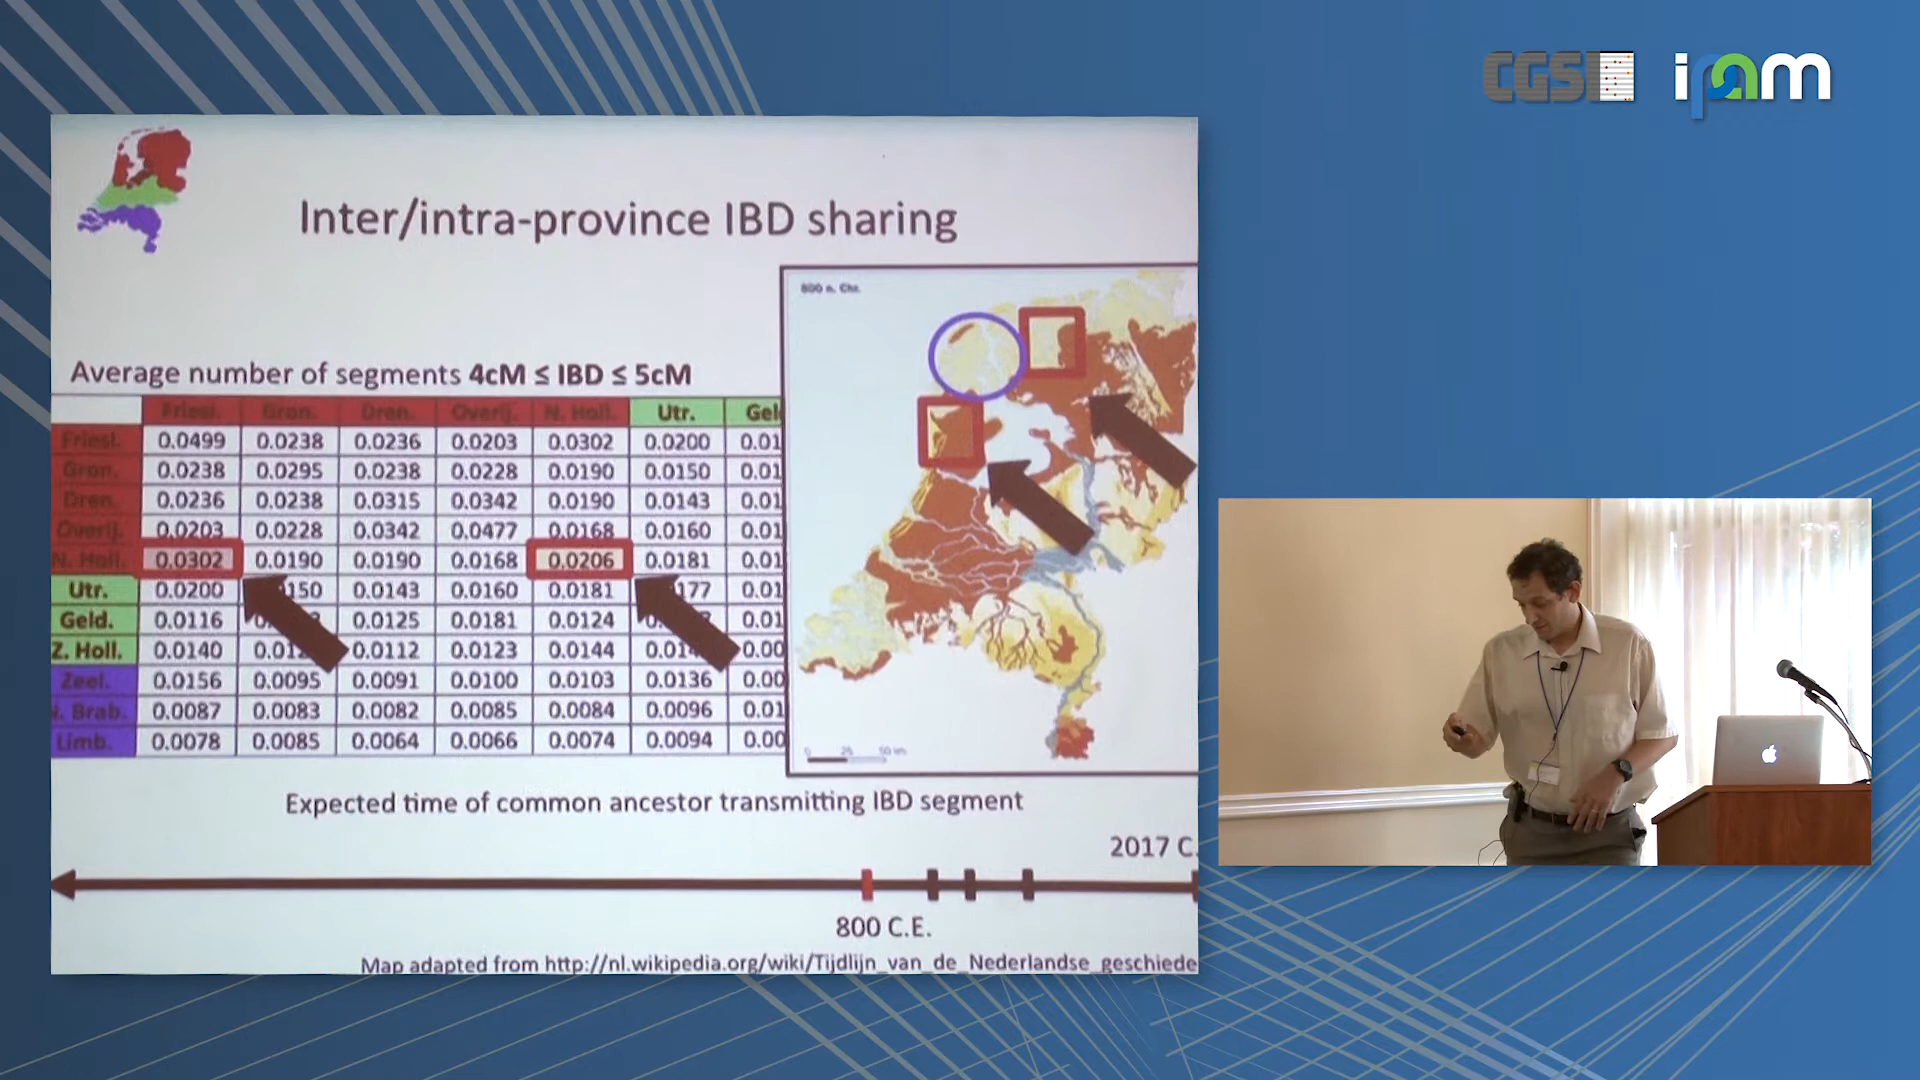 CGSI
ipam
Inter/intra-province IBD sharing
Average number of segments 4cM ≤ IBD ≤ 5cM
Friesl. Gron. Dren. Overij. N. Holl. Utr. Gel
Friesl. 0.0499 0.0238 0.0236 0.0203 0.0302 0.0200 0.01
Gron. 0.0238 0.0295 0.0238 0.0228 0.0190 0.0150 0.01
Dren. 0.0236 0.0238 0.0315 0.0342 0.0190 0.0143 0.01
Overij. 0.0203 0.0228 0.0342 0.0477 0.0168 0.0160 0.01
N. Holl. 0.0302 0.0190 0.0190 0.0168 0.0206 0.0181 0.01
Utr. 0.0200 150 0.0143 0.0160 0.0181 177 0.01
Geld. 0.0116 0.0125 0.0181 0.0124 0.01
Z. Holl. 0.0140 0.0112 0.0123 0.0144 0.00
Zeel. 0.0156 0.0095 0.0091 0.0100 0.0103 0.0136 0.00
. Brab. 0.0087 0.0083 0.0082 0.0085 0.0084 0.0096 0.01
Limb. 0.0078 0.0085 0.0064 0.0066 0.0074 0.0094 0.00
800 n. Chr.
0 25 50 km
Expected time of common ancestor transmitting IBD segment
2017 C.
800 C.E.
Map adapted from http://nl.wikipedia.org/wiki/Tijdlijn_van_de_Nederlandse_geschiede